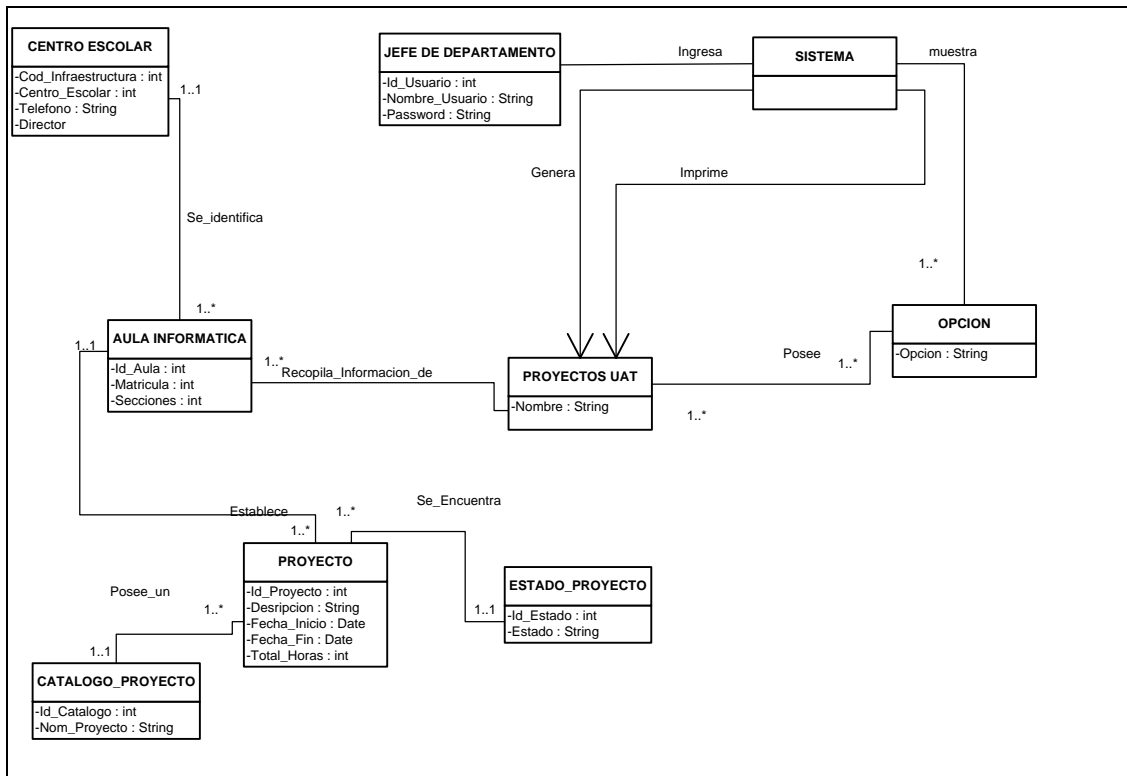 CENTRO ESCOLAR
-Cod_Infraestructura : int
-Centro_Escolar : int
-Telefono : String
-Director
1..1
JEFE DE DEPARTAMENTO
-Id_Usuario : int
-Nombre_Usuario : String
-Password : String
Ingresa
SISTEMA
muestra
Genera
Imprime
Se_identifica
1..*
1..*
AULA INFORMATICA
-Id_Aula : int
-Matricula : int
-Secciones : int
1..1
1..*
Recopila_Informacion_de
PROYECTOS UAT
-Nombre : String
Posee
1..*
1..*
OPCION
-Opcion : String
Establece
1..*
1..*
Se_Encuentra
PROYECTO
-Id_Proyecto : int
-Desripcion : String
-Fecha_Inicio : Date
-Fecha_Fin : Date
-Total_Horas : int
ESTADO_PROYECTO
-Id_Estado : int
-Estado : String
1..1
Posee_un
1..*
1..1
CATALOGO_PROYECTO
-Id_Catalogo : int
-Nom_Proyecto : String